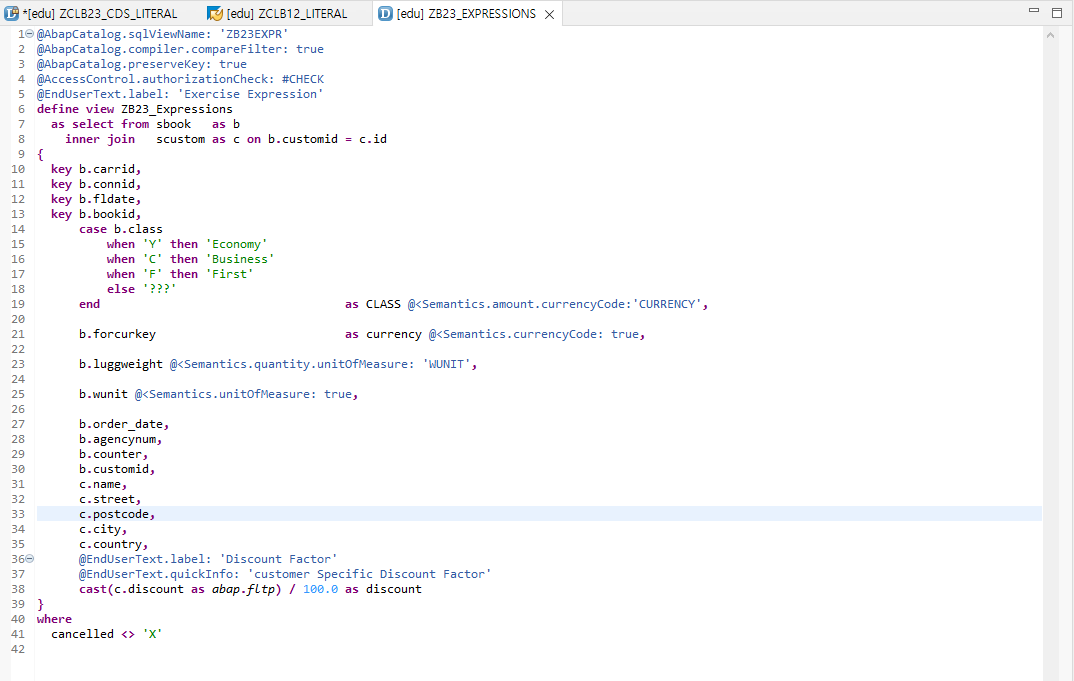 *[edu] ZCLB23_CDS_LITERAL [edu] ZCLB12_LITERAL [edu] ZB23_EXPRESSIONS
1 @AbapCatalog.sqlViewName: 'ZB23EXPR'
2 @AbapCatalog.compiler.compareFilter: true
3 @AbapCatalog.preserveKey: true
4 @AccessControl.authorizationCheck: #CHECK
5 @EndUserText.label: 'Exercise Expression'
6 define view ZB23_Expressions
7 as select from sbook as b
8 inner join scustom as c on b.customid = c.id
9 {
10 key b.carrid,
11 key b.connid,
12 key b.fldate,
13 key b.bookid,
14 case b.class
15 when 'Y' then 'Economy'
16 when 'C' then 'Business'
17 when 'F' then 'First'
18 else '???'
19 end as CLASS @<Semantics.amount.currencyCode:'CURRENCY',
20
21 b.forcurkey as currency @<Semantics.currencyCode: true,
22
23 b.luggweight @<Semantics.quantity.unitOfMeasure: 'WUNIT',
24
25 b.wunit @<Semantics.unitOfMeasure: true,
26
27 b.order_date,
28 b.agencynum,
29 b.counter,
30 b.customid,
31 c.name,
32 c.street,
33 c.postcode,
34 c.city,
35 c.country,
36 @EndUserText.label: 'Discount Factor'
37 @EndUserText.quickInfo: 'customer Specific Discount Factor'
38 cast(c.discount as abap.fltp) / 100.0 as discount
39 }
40 where
41 cancelled <> 'X'
42